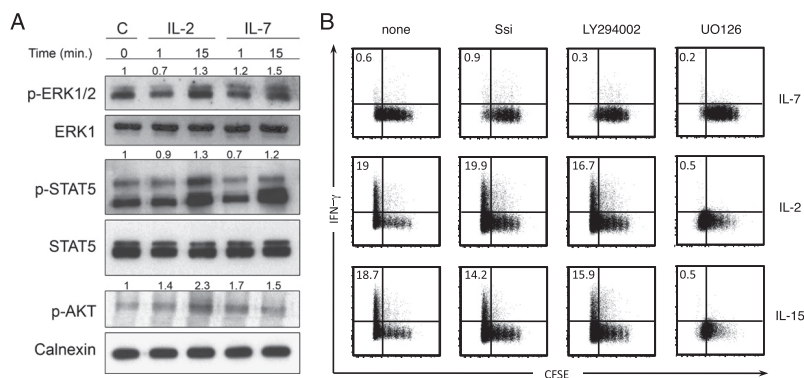 A
C IL-2 IL-7
Time (min.) 0 1 15 1 15
1 0.7 1.3 1.2 1.5
p-ERK1/2
ERK1
1 0.9 1.3 0.7 1.2
p-STAT5
STAT5
1 1.4 2.3 1.7 1.5
p-AKT
Calnexin
B
none Ssi LY294002 UO126
0.6 0.9 0.3 0.2
IL-7
19 19.9 16.7 0.5
IL-2
18.7 14.2 15.9 0.5
IL-15
IFN-γ
CFSE